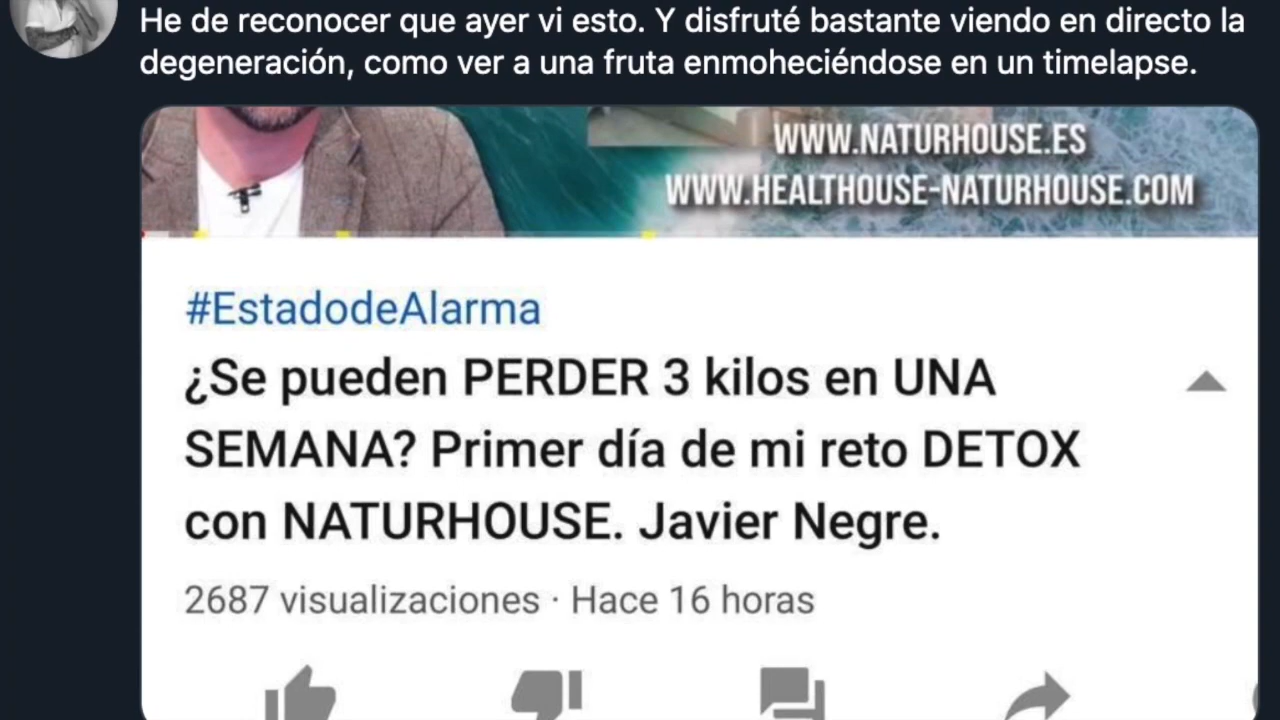 He de reconocer que ayer vi esto. Y disfruté bastante viendo en directo la
degeneración, como ver a una fruta enmoheciéndose en un timelapse.
WWW.NATURHOUSE.ES
WWW.HEALTHOUSE-NATURHOUSE.COM
#EstadodeAlarma
¿Se pueden PERDER 3 kilos en UNA
SEMANA? Primer día de mi reto DETOX
con NATURHOUSE. Javier Negre.
2687 visualizaciones · Hace 16 horas